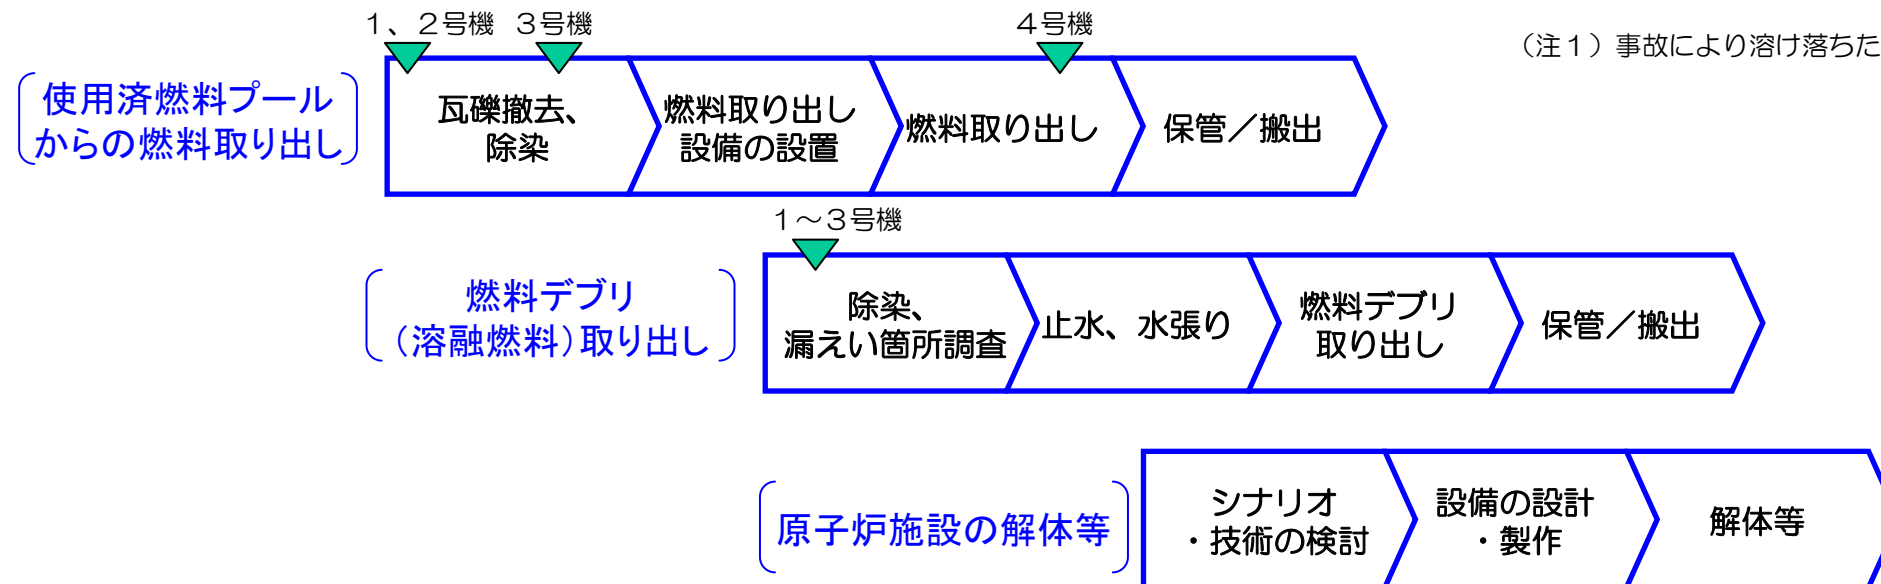 1、2号機
3号機
4号機
（注１）事故により溶け落ちた
使用済燃料プール
からの燃料取り出し
瓦礫撤去、
除染
燃料取り出し
設備の設置
燃料取り出し
保管／搬出
1～3号機
燃料デブリ
（溶融燃料）取り出し
除染、
漏えい箇所調査
止水、水張り
燃料デブリ
取り出し
保管／搬出
原子炉施設の解体等
シナリオ
・技術の検討
設備の設計
・製作
解体等